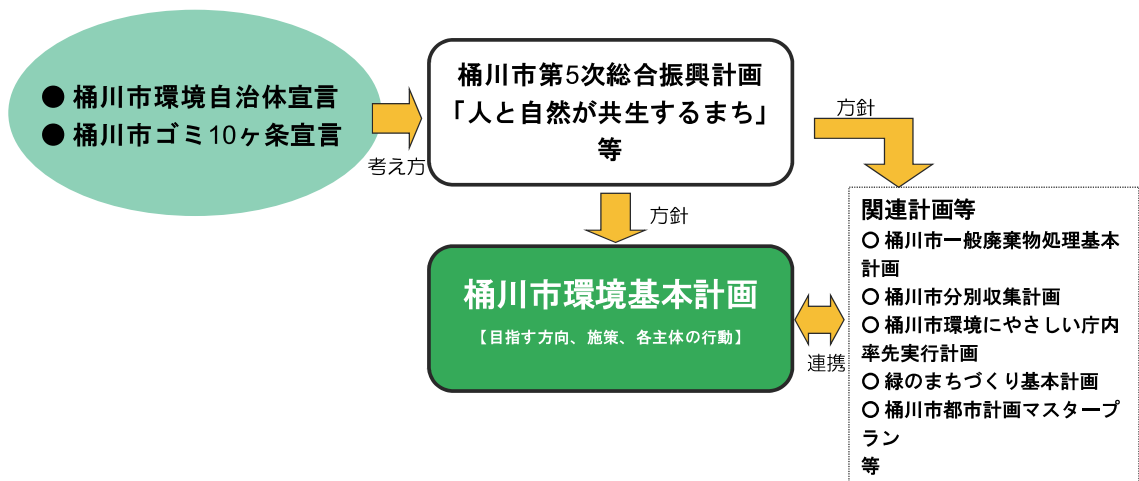 ● 桶川市環境自治体宣言
● 桶川市ゴミ10ヶ条宣言
考え方
桶川市第5次総合振興計画
「人と自然が共生するまち」
等
方針
方針
桶川市環境基本計画
【目指す方向、施策、各主体の行動】
連携
関連計画等
○ 桶川市一般廃棄物処理基本
計画
○ 桶川市分別収集計画
○ 桶川市環境にやさしい庁内
率先実行計画
○ 緑のまちづくり基本計画
○ 桶川市都市計画マスタープ
ラン
等